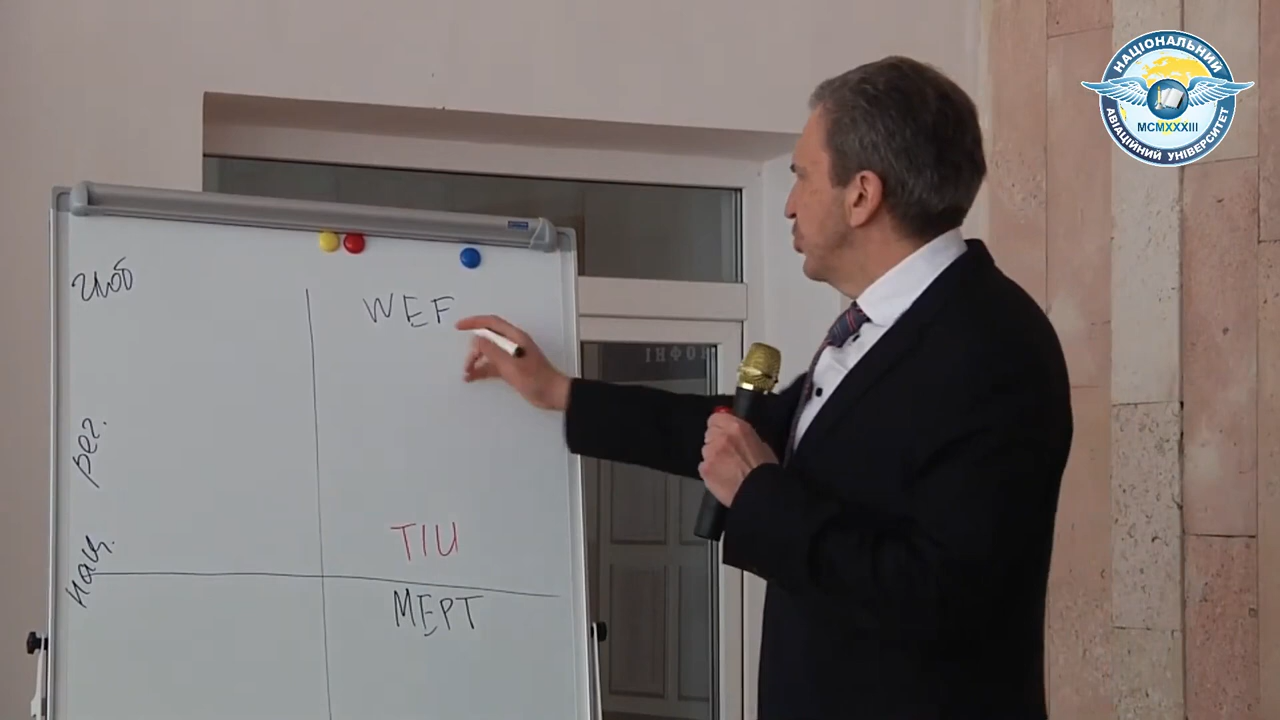 НАЦІОНАЛЬНИЙ
MCMXXXIII
АВІАЦІЙНИЙ УНІВЕРСИТЕТ
глоб
WEF
рег.
TIU
нац.
МЕРТ